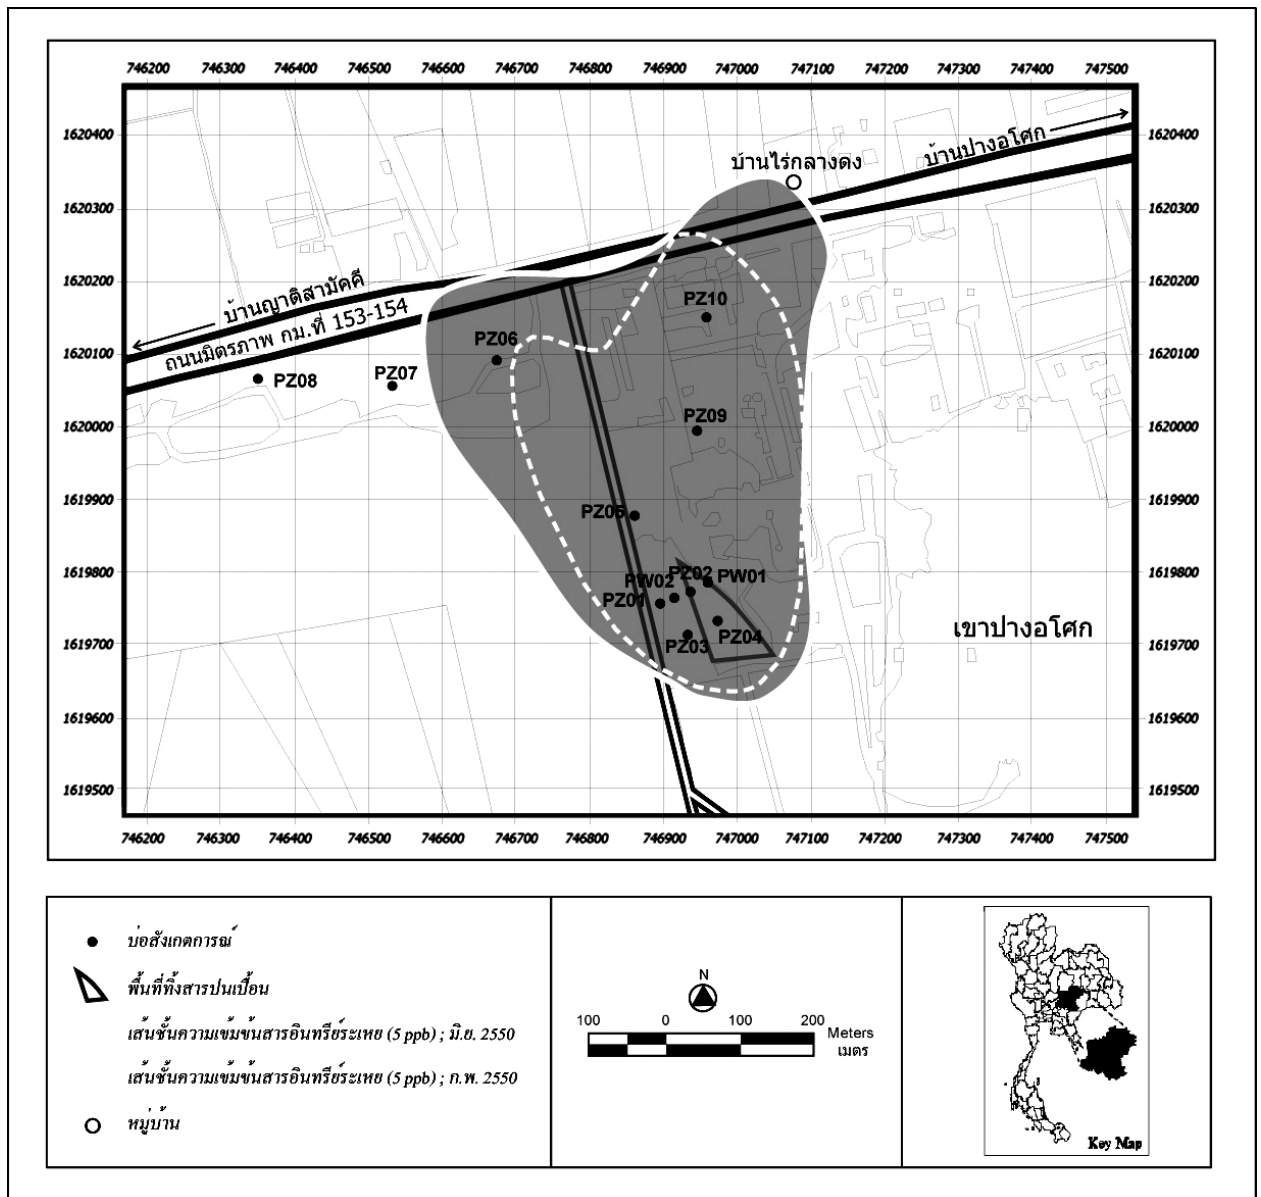 746200 746300 746400 746500 746600 746700 746800 746900 747000 747100 747200 747300 747400 747500
1620400 1620400
บ้านปางอโศก
บ้านไร่กลางดง
1620300 1620300
1620200 1620200
บ้านญาติสามัคคี
PZ10
ถนนมิตรภาพ กม.ที่ 153-154
PZ06
1620100 1620100
PZ08
PZ07
PZ09
1620000 1620000
1619900 1619900
PZ05
1619800 1619800
PW02 PZ02 PW01
PZ01
PZ03 PZ04
เขาปางอโศก
1619700 1619700
1619600 1619600
1619500 1619500
746200 746300 746400 746500 746600 746700 746800 746900 747000 747100 747200 747300 747400 747500
บ่อสังเกตการณ์
พื้นที่ทิ้งสารปนเปื้อน
เส้นชั้นความเข้มข้นสารอินทรีย์ระเหย (5 ppb) ; มิ.ย. 2550
เส้นชั้นความเข้มข้นสารอินทรีย์ระเหย (5 ppb) ; ก.พ. 2550
หมู่บ้าน
N
100 0 100 200 Meters
เมตร
Key Map